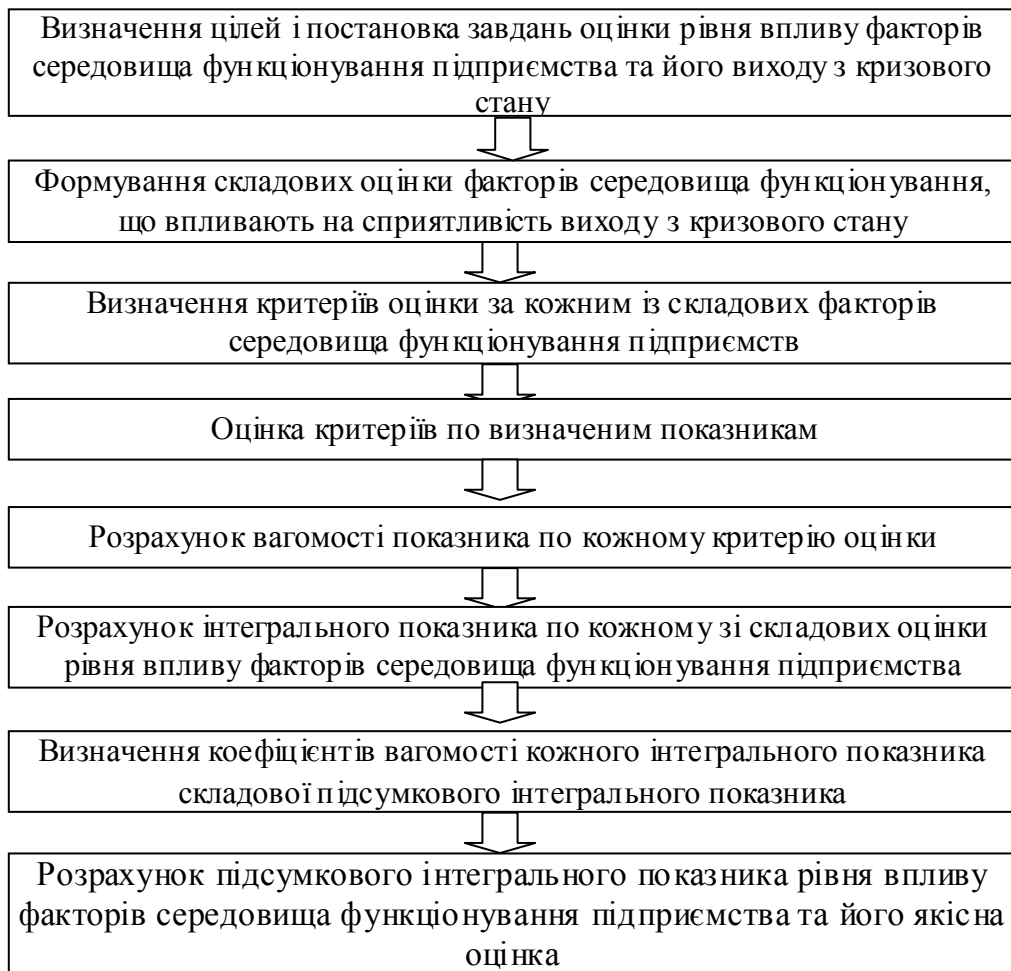 Визначення цілей і постановка завдань оцінки рівня впливу факторів
середовища функціонування підприємства та його виходу з кризового
стану
Формування складових оцінки факторів середовища функціонування,
що впливають на сприятливість виходу з кризового стану
Визначення критеріїв оцінки за кожним із складових факторів
середовища функціонування підприємств
Оцінка критеріїв по визначеним показникам
Розрахунок вагомості показника по кожному критерію оцінки
Розрахунок інтегрального показника по кожному зі складових оцінки
рівня впливу факторів середовища функціонування підприємства
Визначення коефіцієнтів вагомості кожного інтегрального показника
складової підсумкового інтегрального показника
Розрахунок підсумкового інтегрального показника рівня впливу
факторів середовища функціонування підприємства та його якісна
оцінка